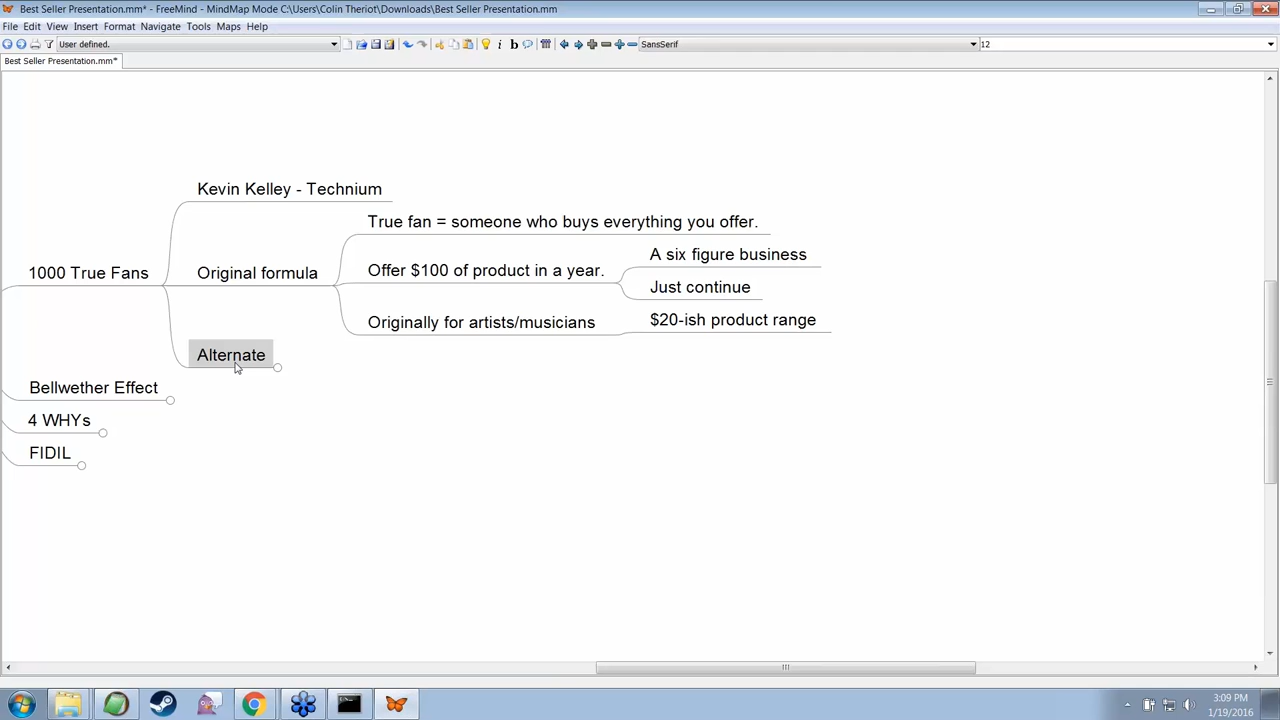 Best Seller Presentation.mm* - FreeMind - MindMap Mode C:\Users\Colin Theriot\Downloads\Best Seller Presentation.mm
File Edit View Insert Format Navigate Tools Maps Help
User defined.
SansSerif
12
Best Seller Presentation.mm*
Kevin Kelley - Technium
True fan = someone who buys everything you offer.
A six figure business
1000 True Fans
Original formula
Offer $100 of product in a year.
Just continue
Originally for artists/musicians
$20-ish product range
Alternate
Bellwether Effect
4 WHYs
FIDIL
3:09 PM
1/19/2016